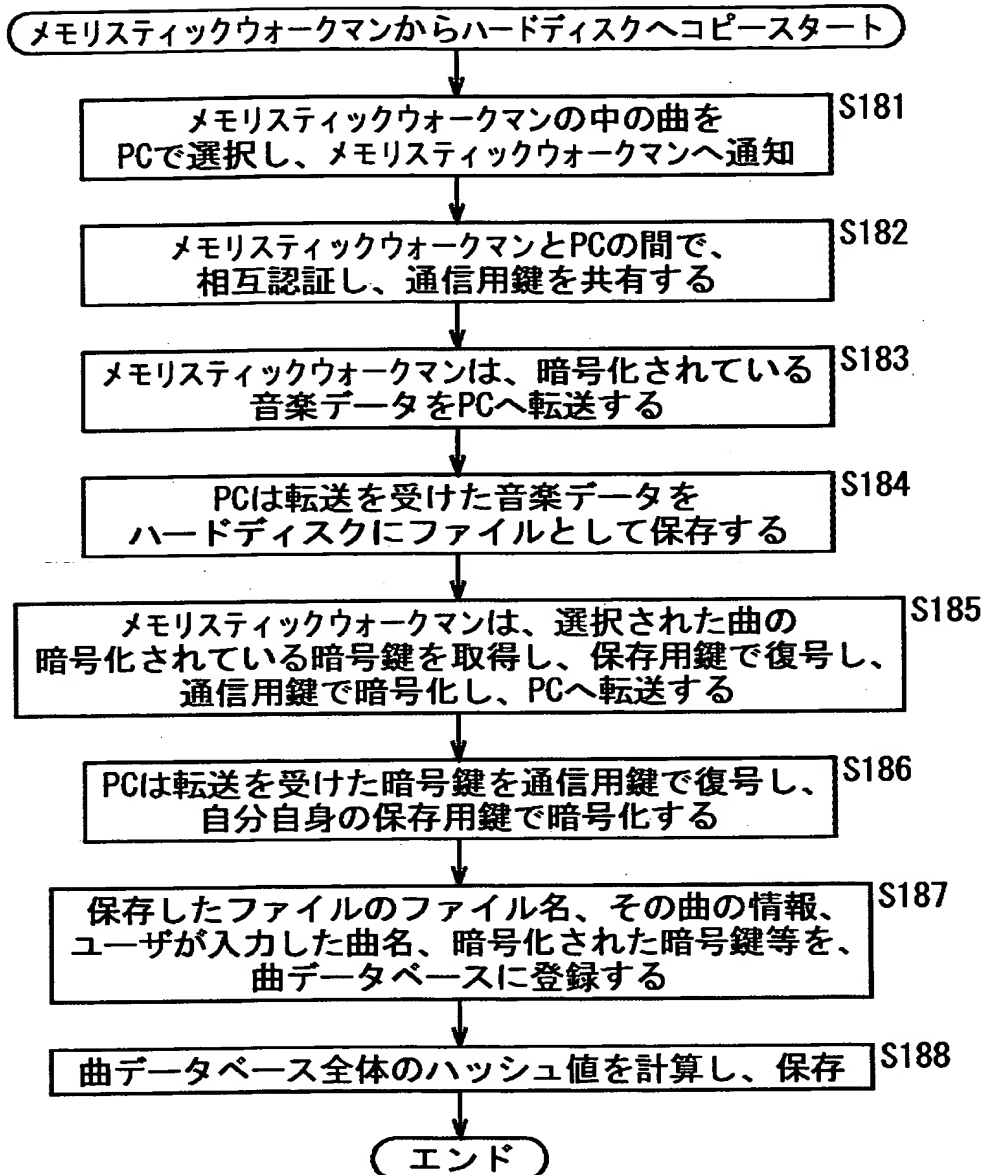 メモリスティックウォークマンからハードディスクへコピースタート
S181
メモリスティックウォークマンの中の曲を
PCで選択し、メモリスティックウォークマンへ通知
S182
メモリスティックウォークマンとPCの間で、
相互認証し、通信用鍵を共有する
S183
メモリスティックウォークマンは、暗号化されている
音楽データをPCへ転送する
S184
PCは転送を受けた音楽データを
ハードディスクにファイルとして保存する
S185
メモリスティックウォークマンは、選択された曲の
暗号化されている暗号鍵を取得し、保存用鍵で復号し、
通信用鍵で暗号化し、PCへ転送する
S186
PCは転送を受けた暗号鍵を通信用鍵で復号し、
自分自身の保存用鍵で暗号化する
S187
保存したファイルのファイル名、その曲の情報、
ユーザが入力した曲名、暗号化された暗号鍵等を、
曲データベースに登録する
S188
曲データベース全体のハッシュ値を計算し、保存
エンド